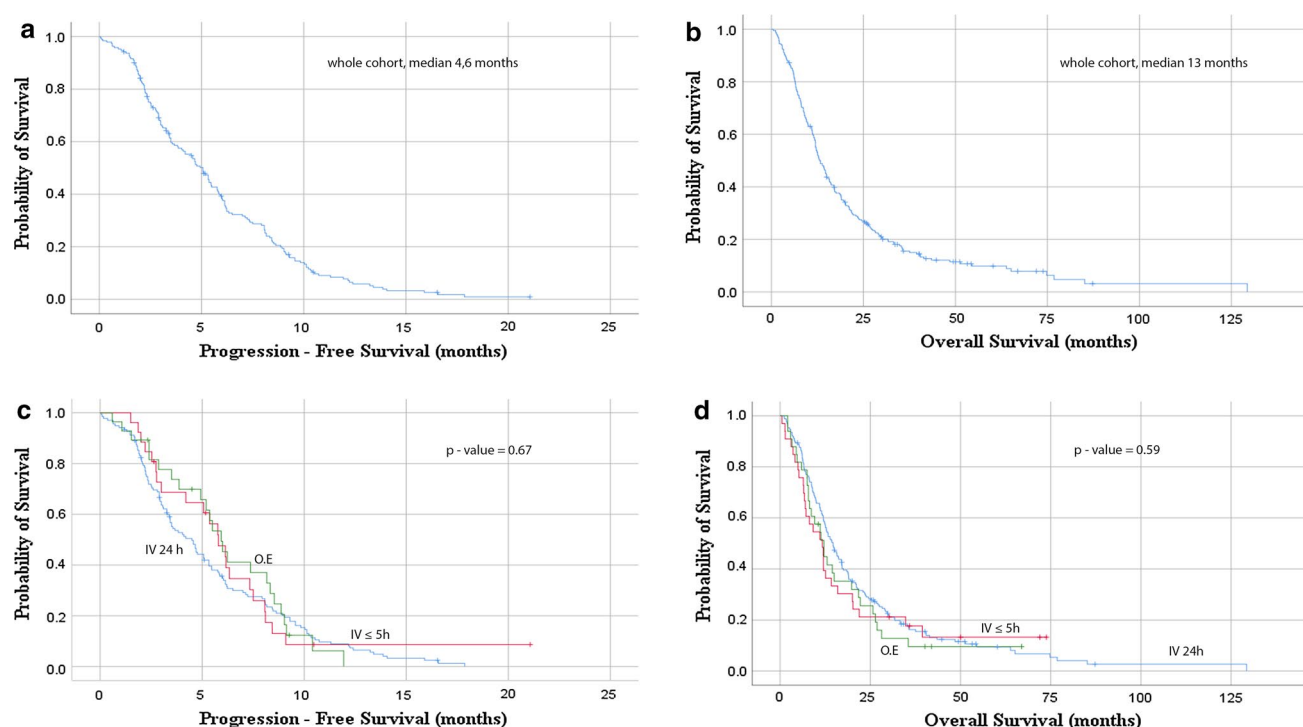 a
whole cohort, median 4,6 months
Probability of Survival
1.0
0.8
0.6
0.4
0.2
0.0
0 5 10 15 20 25
Progression - Free Survival (months)
b
whole cohort, median 13 months
Probability of Survival
1.0
0.8
0.6
0.4
0.2
0.0
0 25 50 75 100 125
Overall Survival (months)
c
p - value = 0.67
Probability of Survival
1.0
0.8
0.6
0.4
0.2
0.0
IV 24 h
O.E
IV ≤ 5h
0 5 10 15 20 25
Progression - Free Survival (months)
d
p - value = 0.59
Probability of Survival
1.0
0.8
0.6
0.4
0.2
0.0
IV ≤ 5h
O.E
IV 24h
0 25 50 75 100 125
Overall Survival (months)